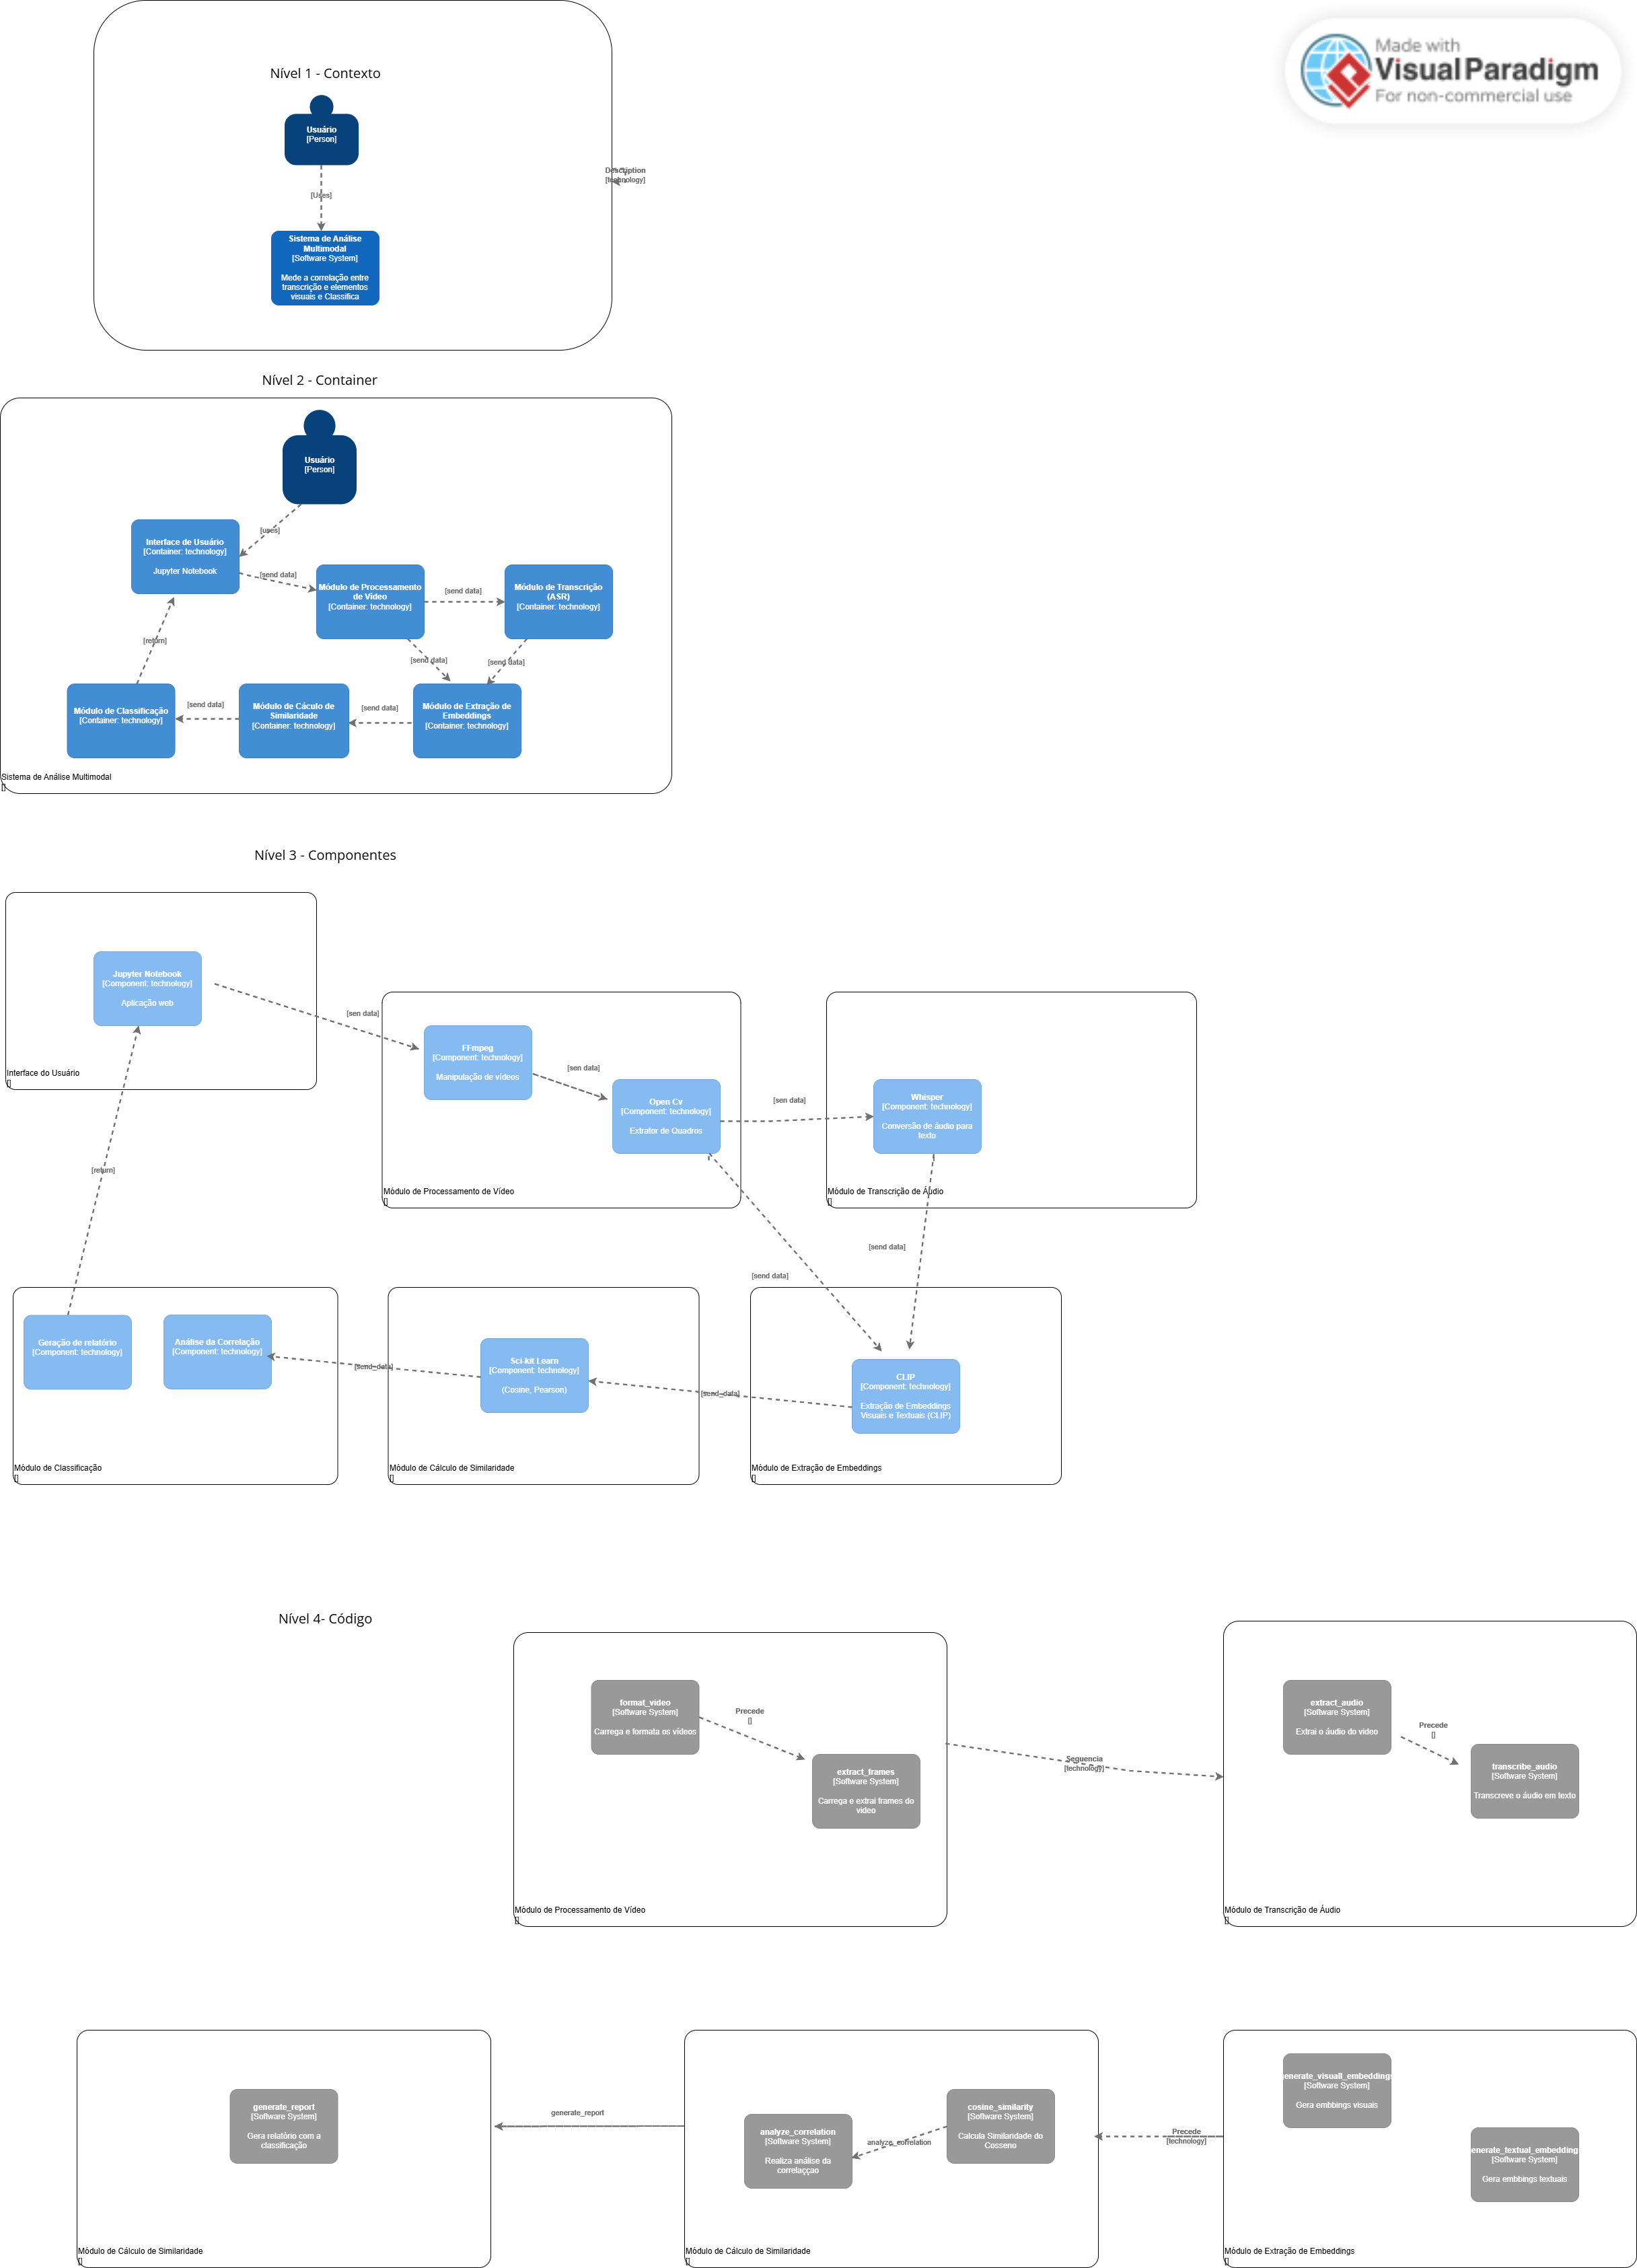 Made with
Visual Paradigm
For non-commercial use
Nível 1 - Contexto
Usuário
[Person]
[Uses]
Sistema de Análise
Multimodal
[Software System]
Mede a correlação entre
transcrição e elementos
visuais e Classifica
Description
[technology]
Nível 2 - Container
Usuário
[Person]
[uses]
Interface de Usuário
[Container: technology]
Jupyter Notebook
[send data]
Módulo de Processamento
de Vídeo
[Container: technology]
[send data]
Módulo de Transcrição
(ASR)
[Container: technology]
[return]
[send data]
[send data]
Módulo de Classificação
[Container: technology]
[send data]
Módulo de Cáculo de
Similaridade
[Container: technology]
[send data]
Módulo de Extração de
Embeddings
[Container: technology]
Sistema de Análise Multimodal
[]
Nível 3 - Componentes
Jupyter Notebook
[Component: technology]
Aplicação web
Interface do Usuário
[]
[sen data]
FFmpeg
[Component: technology]
Manipulação de vídeos
[sen data]
Open Cv
[Component: technology]
Extrator de Quadros
Módulo de Processamento de Vídeo
[]
[sen data]
Whisper
[Component: technology]
Conversão de áudio para
texto
Módulo de Transcrição de Áudio
[]
[return]
[send data]
[send data]
Geração de relatório
[Component: technology]
Análise da Correlação
[Component: technology]
Módulo de Classificação
[]
[send_data]
Sci-kit Learn
[Component: technology]
(Cosine, Pearson)
Módulo de Cálculo de Similaridade
[]
[send_data]
CLIP
[Component: technology]
Extração de Embeddings
Visuais e Textuais (CLIP)
Módulo de Extração de Embeddings
[]
Nível 4- Código
format_video
[Software System]
Carrega e formata os vídeos
Precede
[]
extract_frames
[Software System]
Carrega e extrai frames do
video
Módulo de Processamento de Vídeo
[]
Sequencia
[technology]
extract_audio
[Software System]
Extrai o áudio do video
Precede
[]
transcribe_audio
[Software System]
Transcreve o áudio em texto
Módulo de Transcrição de Áudio
[]
generate_report
[Software System]
Gera relatório com a
classificação
Módulo de Cálculo de Similaridade
[]
generate_report
analyze_correlation
[Software System]
Realiza análise da
correlaççao
analyze_correlation
cosine_similarity
[Software System]
Calcula Similaridade do
Cosseno
Módulo de Cálculo de Similaridade
[]
Precede
[technology]
enerate_visuall_embedding
[Software System]
Gera embbings visuais
enerate_textual_embedding
[Software System]
Gera embbings textuais
Módulo de Extração de Embeddings
[]